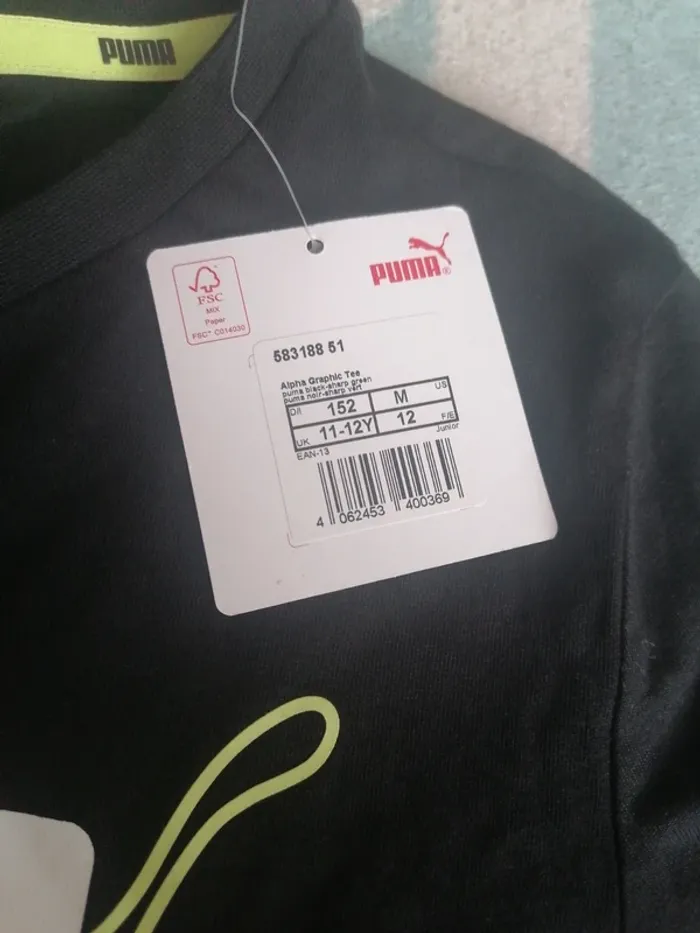 PUMA
PUMA®
FSC
MIX
Paper
FSC™ C014030
583188 51
Alpha Graphic Tee
puma black-sharp green
puma noir-sharp vert
D/I 152 M US
UK 11-12Y 12 F/E
EAN-13
Junior
4 062453 400369